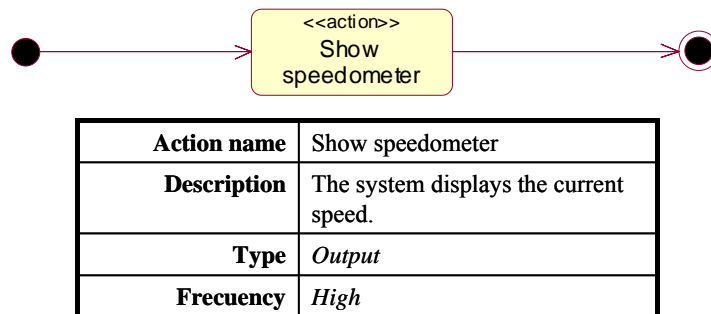 <<action>>
Show
speedometer
Action name Show speedometer
Description The system displays the current
speed.
Type Output
Frecuency High